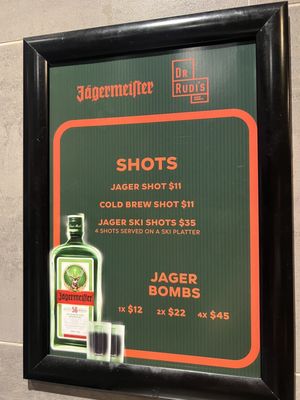 Jägermeister
DR
RUDI'S
SHOTS
JAGER SHOT $11
COLD BREW SHOT $11
JAGER SKI SHOTS $35
4 SHOTS SERVED ON A SKI PLATTER
JAGER
BOMBS
1X $12 2X $22 4X $45
Jägermeister
56